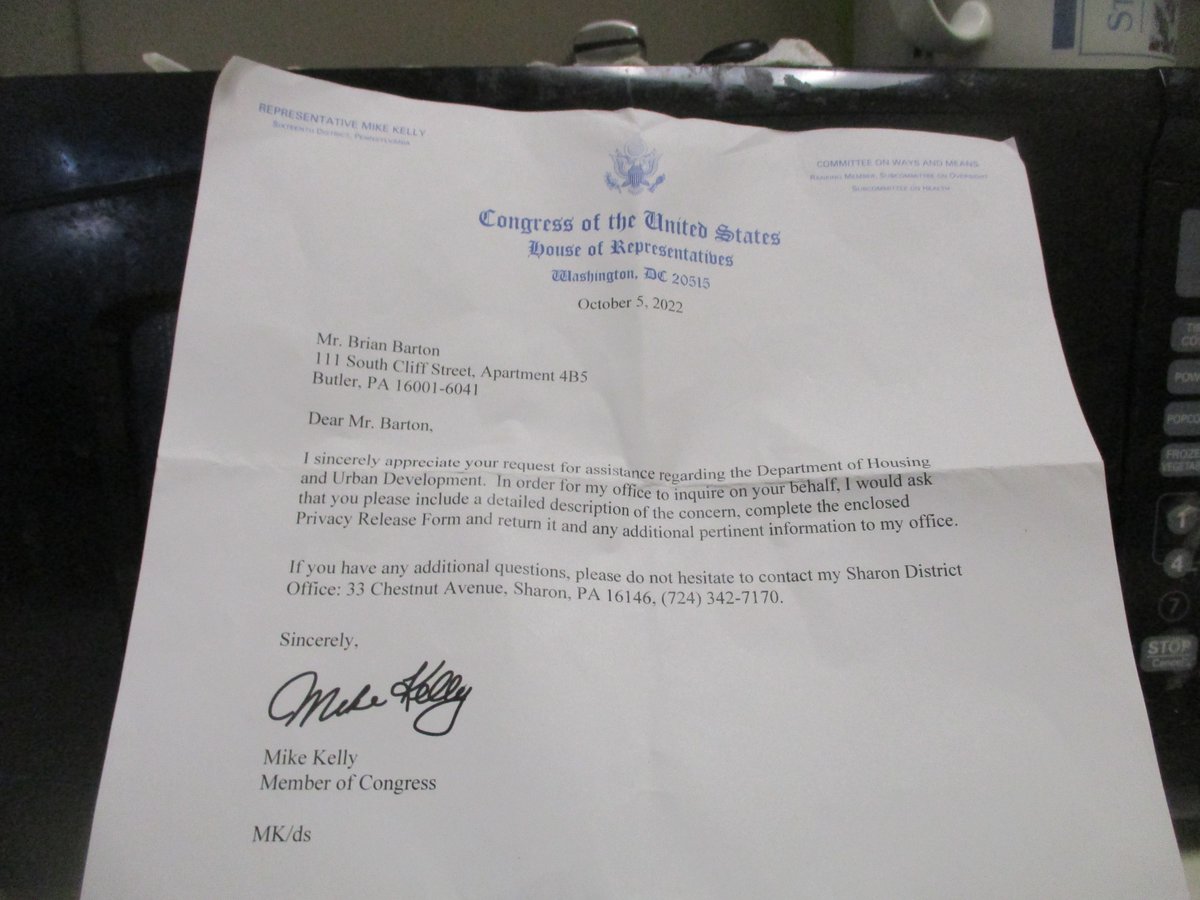 REPRESENTATIVE MIKE KELLY
SIXTEENTH DISTRICT, PENNSYLVANIA
COMMITTEE ON WAYS AND MEANS
RANKING MEMBER, SUBCOMMITTEE ON OVERSIGHT
SUBCOMMITTEE ON HEALTH
Congress of the United States
House of Representatives
Washington, DC 20515
October 5, 2022
Mr. Brian Barton
111 South Cliff Street, Apartment 4B5
Butler, PA 16001-6041
Dear Mr. Barton,
I sincerely appreciate your request for assistance regarding the Department of Housing
and Urban Development. In order for my office to inquire on your behalf, I would ask
that you please include a detailed description of the concern, complete the enclosed
Privacy Release Form and return it and any additional pertinent information to my office.
If you have any additional questions, please do not hesitate to contact my Sharon District
Office: 33 Chestnut Avenue, Sharon, PA 16146, (724) 342-7170.
Sincerely,
Mike Kelly
Mike Kelly
Member of Congress
MK/ds
1
4
7
STOP
Cancel